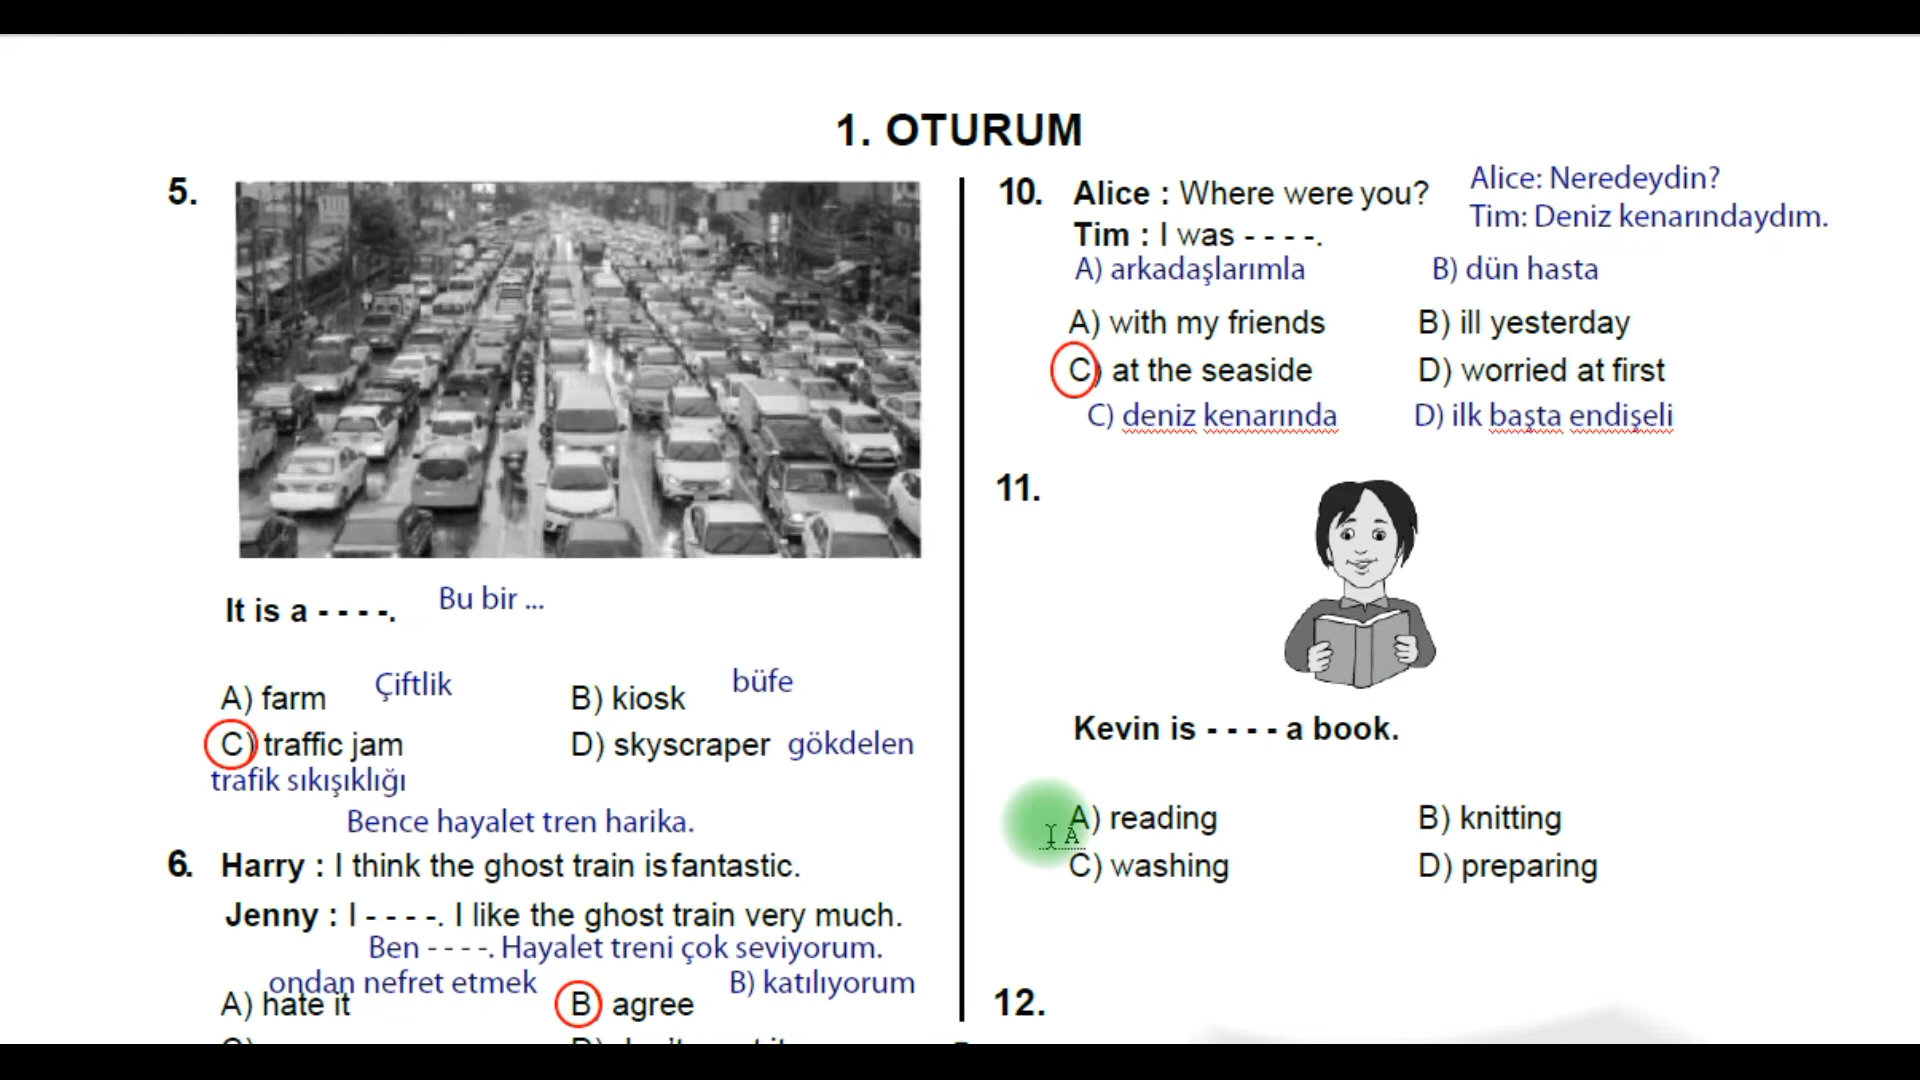 1. OTURUM
5.
It is a - - - -.
Bu bir ...
A) farm
Çiftlik
B) kiosk
büfe
C) traffic jam
D) skyscraper
gökdelen
trafik sıkışıklığı
Bence hayalet tren harika.
6. Harry : I think the ghost train is fantastic.
Jenny : I - - - -. I like the ghost train very much.
Ben - - - -. Hayalet treni çok seviyorum.
ondan nefret etmek
B) katılıyorum
A) hate it
B) agree
10. Alice : Where were you?
Alice: Neredeydin?
Tim : I was - - - -.
Tim: Deniz kenarındaydım.
A) arkadaşlarımla
B) dün hasta
A) with my friends
B) ill yesterday
C) at the seaside
D) worried at first
C) deniz kenarında
D) ilk başta endişeli
11.
Kevin is - - - - a book.
A) reading
B) knitting
C) washing
D) preparing
12.